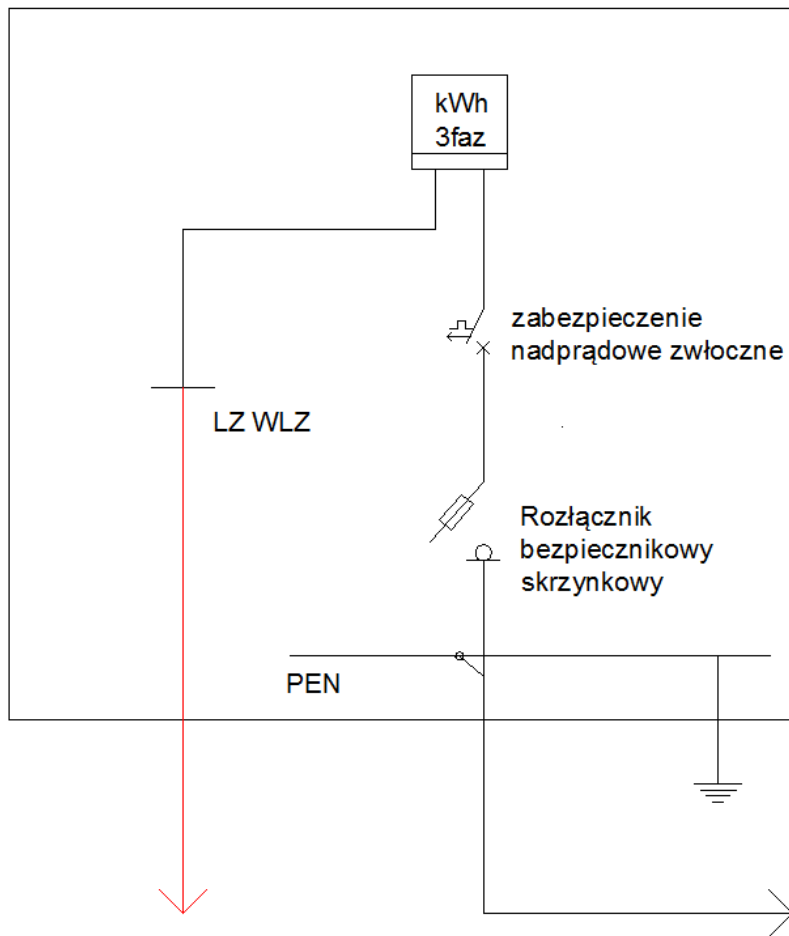 kWh
3faz
zabezpieczenie
nadprądowe zwłoczne
LZ WLZ
Rozłącznik
bezpiecznikowy
skrzynkowy
PEN